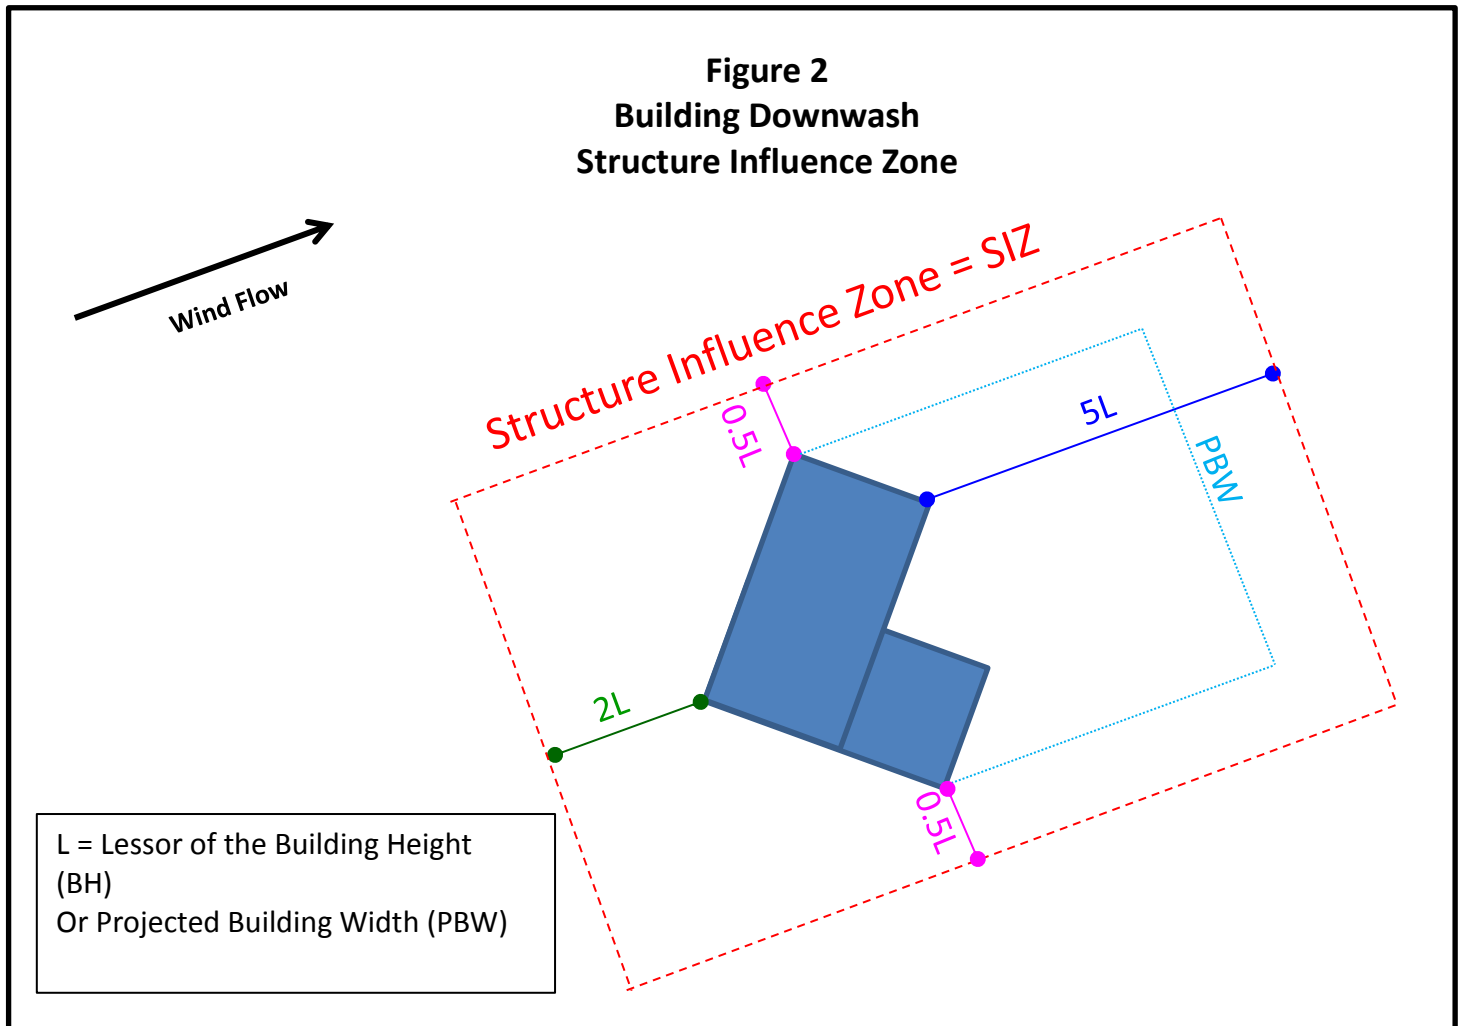 Figure 2
Building Downwash
Structure Influence Zone
Wind Flow
Structure Influence Zone = SIZ
0.5L
5L
PBW
2L
0.5L
L = Lessor of the Building Height
(BH)
Or Projected Building Width (PBW)